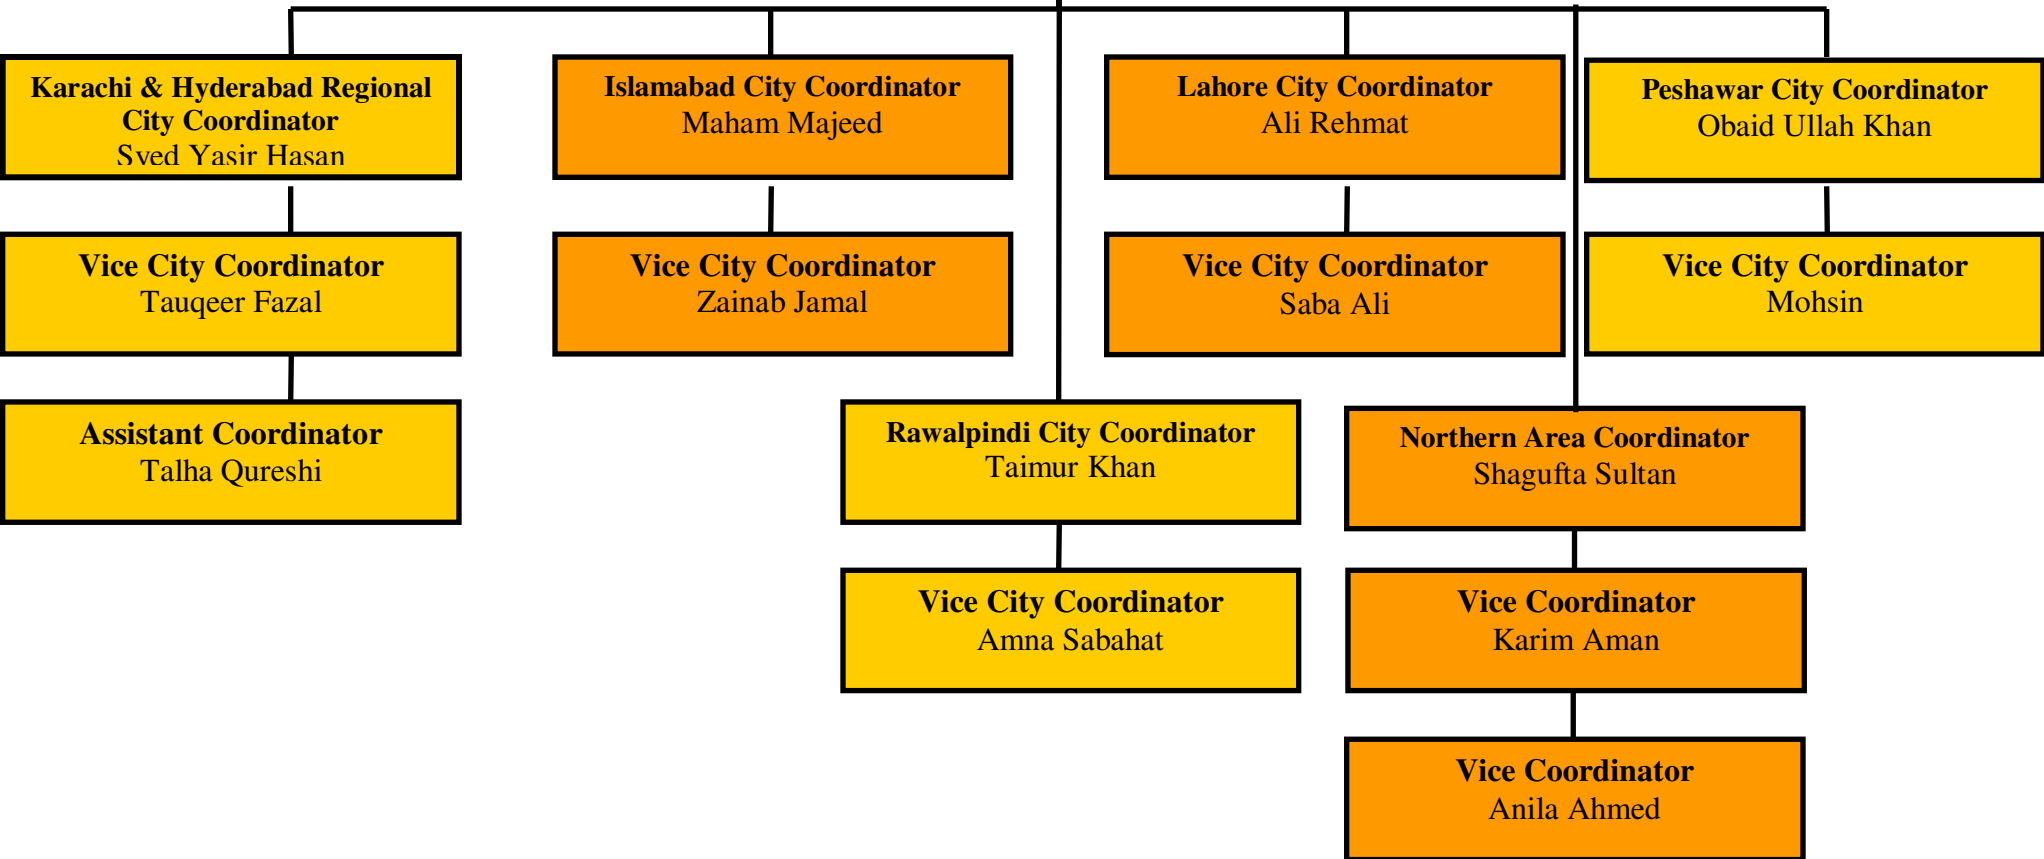 Karachi & Hyderabad Regional
City Coordinator
Syed Yasir Hasan
Islamabad City Coordinator
Maham Majeed
Lahore City Coordinator
Ali Rehmat
Peshawar City Coordinator
Obaid Ullah Khan
Vice City Coordinator
Tauqeer Fazal
Vice City Coordinator
Zainab Jamal
Vice City Coordinator
Saba Ali
Vice City Coordinator
Mohsin
Assistant Coordinator
Talha Qureshi
Rawalpindi City Coordinator
Taimur Khan
Northern Area Coordinator
Shagufta Sultan
Vice City Coordinator
Amna Sabahat
Vice Coordinator
Karim Aman
Vice Coordinator
Anila Ahmed